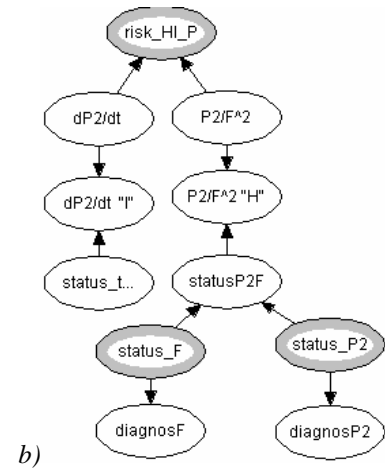 risk_HI_P
dP2/dt P2/F^2
dP2/dt "I" P2/F^2 "H"
status_t... statusP2F
status_F status_P2
diagnosF diagnosP2
b)